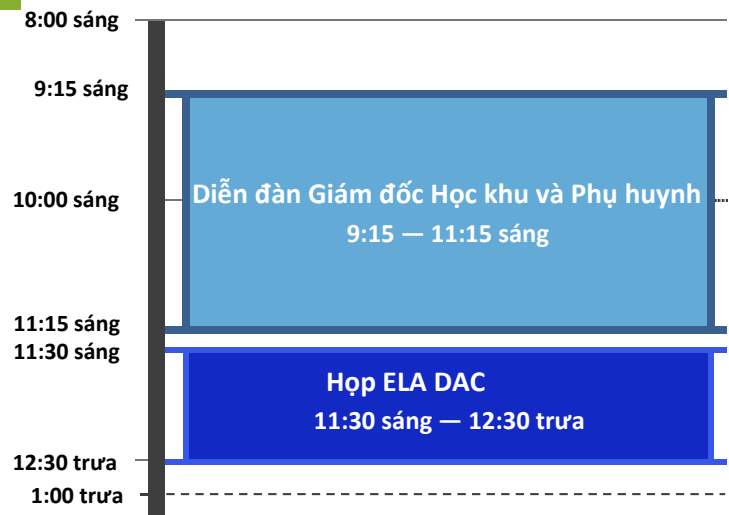 8:00 sáng
9:15 sáng
10:00 sáng
Diễn đàn Giám đốc Học khu và Phụ huynh
9:15 — 11:15 sáng
11:15 sáng
11:30 sáng
Họp ELA DAC
11:30 sáng — 12:30 trưa
12:30 trưa
1:00 trưa